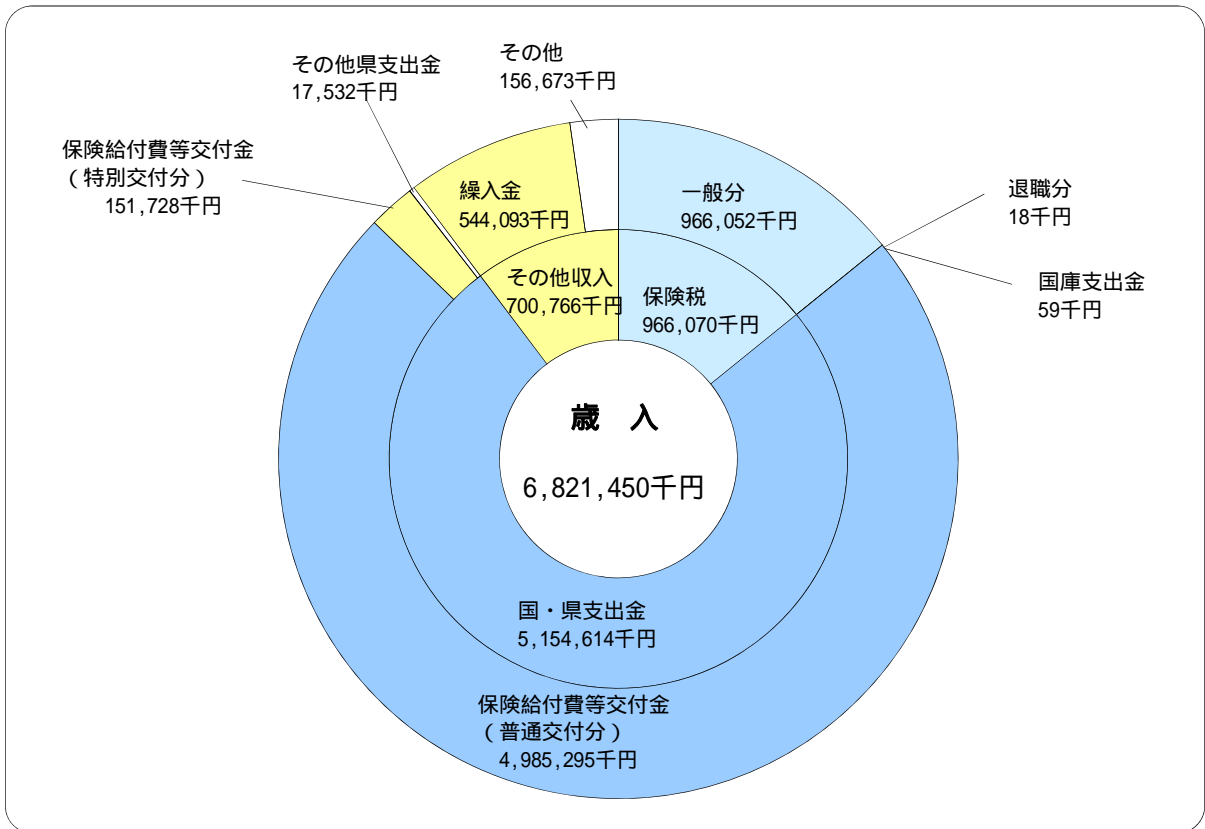 その他県支出金
17,532千円
その他
156,673千円
保険給付費等交付金
(特別交付分)
151,728千円
繰入金
544,093千円
一般分
966,052千円
退職分
18千円
国庫支出金
59千円
その他収入
700,766千円
保険税
966,070千円
歳 入
6,821,450千円
国・県支出金
5,154,614千円
保険給付費等交付金
(普通交付分)
4,985,295千円